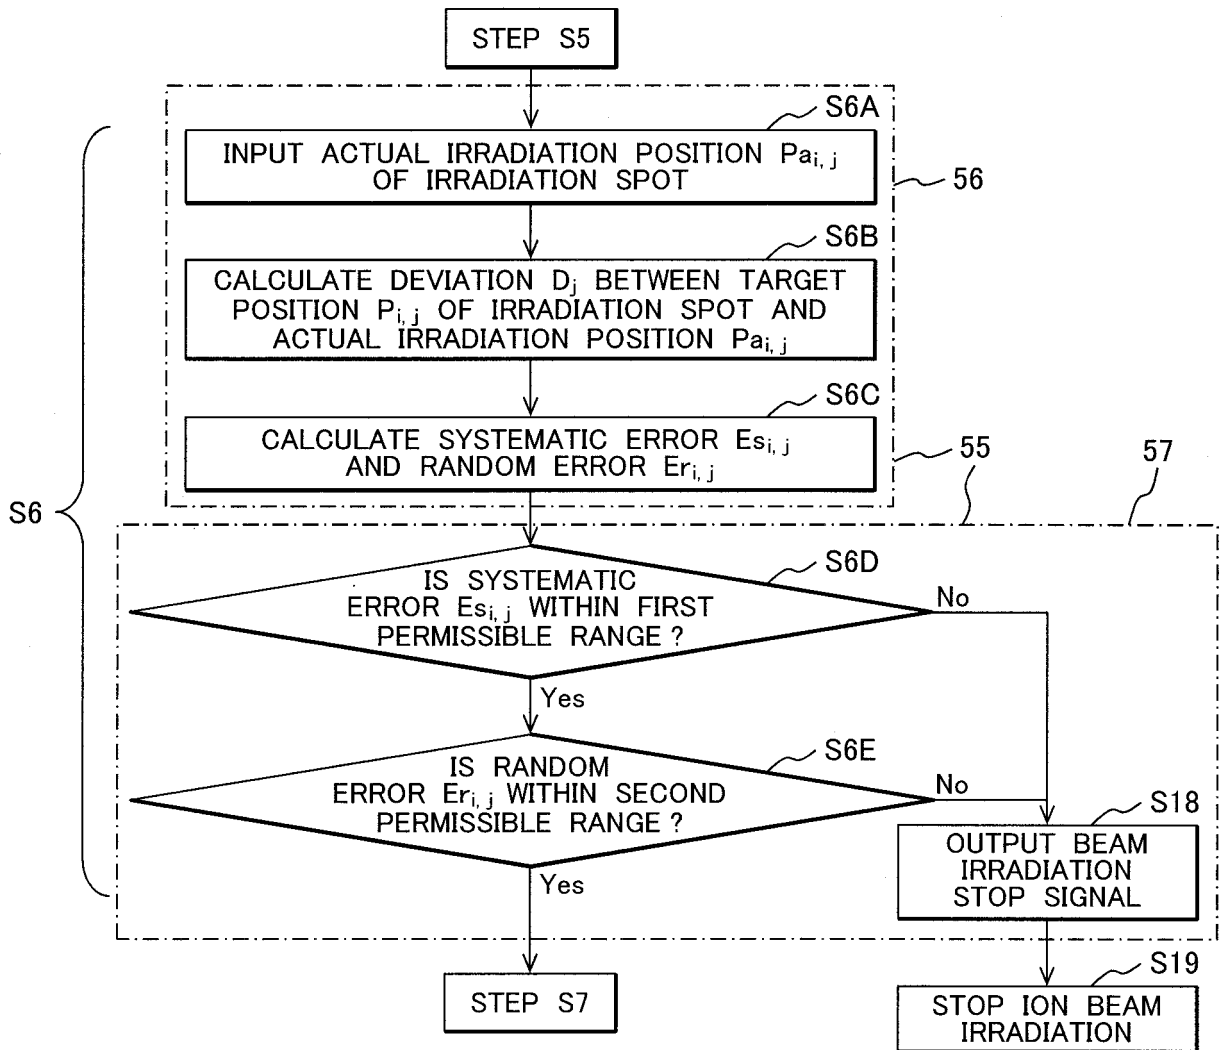 STEP S5
S6A
INPUT ACTUAL IRRADIATION POSITION Pai, j
OF IRRADIATION SPOT
56
S6B
CALCULATE DEVIATION Dj BETWEEN TARGET
POSITION Pi, j OF IRRADIATION SPOT AND
ACTUAL IRRADIATION POSITION Pai, j
S6C
CALCULATE SYSTEMATIC ERROR Esi, j
AND RANDOM ERROR Eri, j
55
57
S6
S6D
IS SYSTEMATIC
ERROR Esi, j WITHIN FIRST
PERMISSIBLE RANGE?
No
Yes
S6E
IS RANDOM
ERROR Eri, j WITHIN SECOND
PERMISSIBLE RANGE?
No
Yes
S18
OUTPUT BEAM
IRRADIATION
STOP SIGNAL
STEP S7
S19
STOP ION BEAM
IRRADIATION